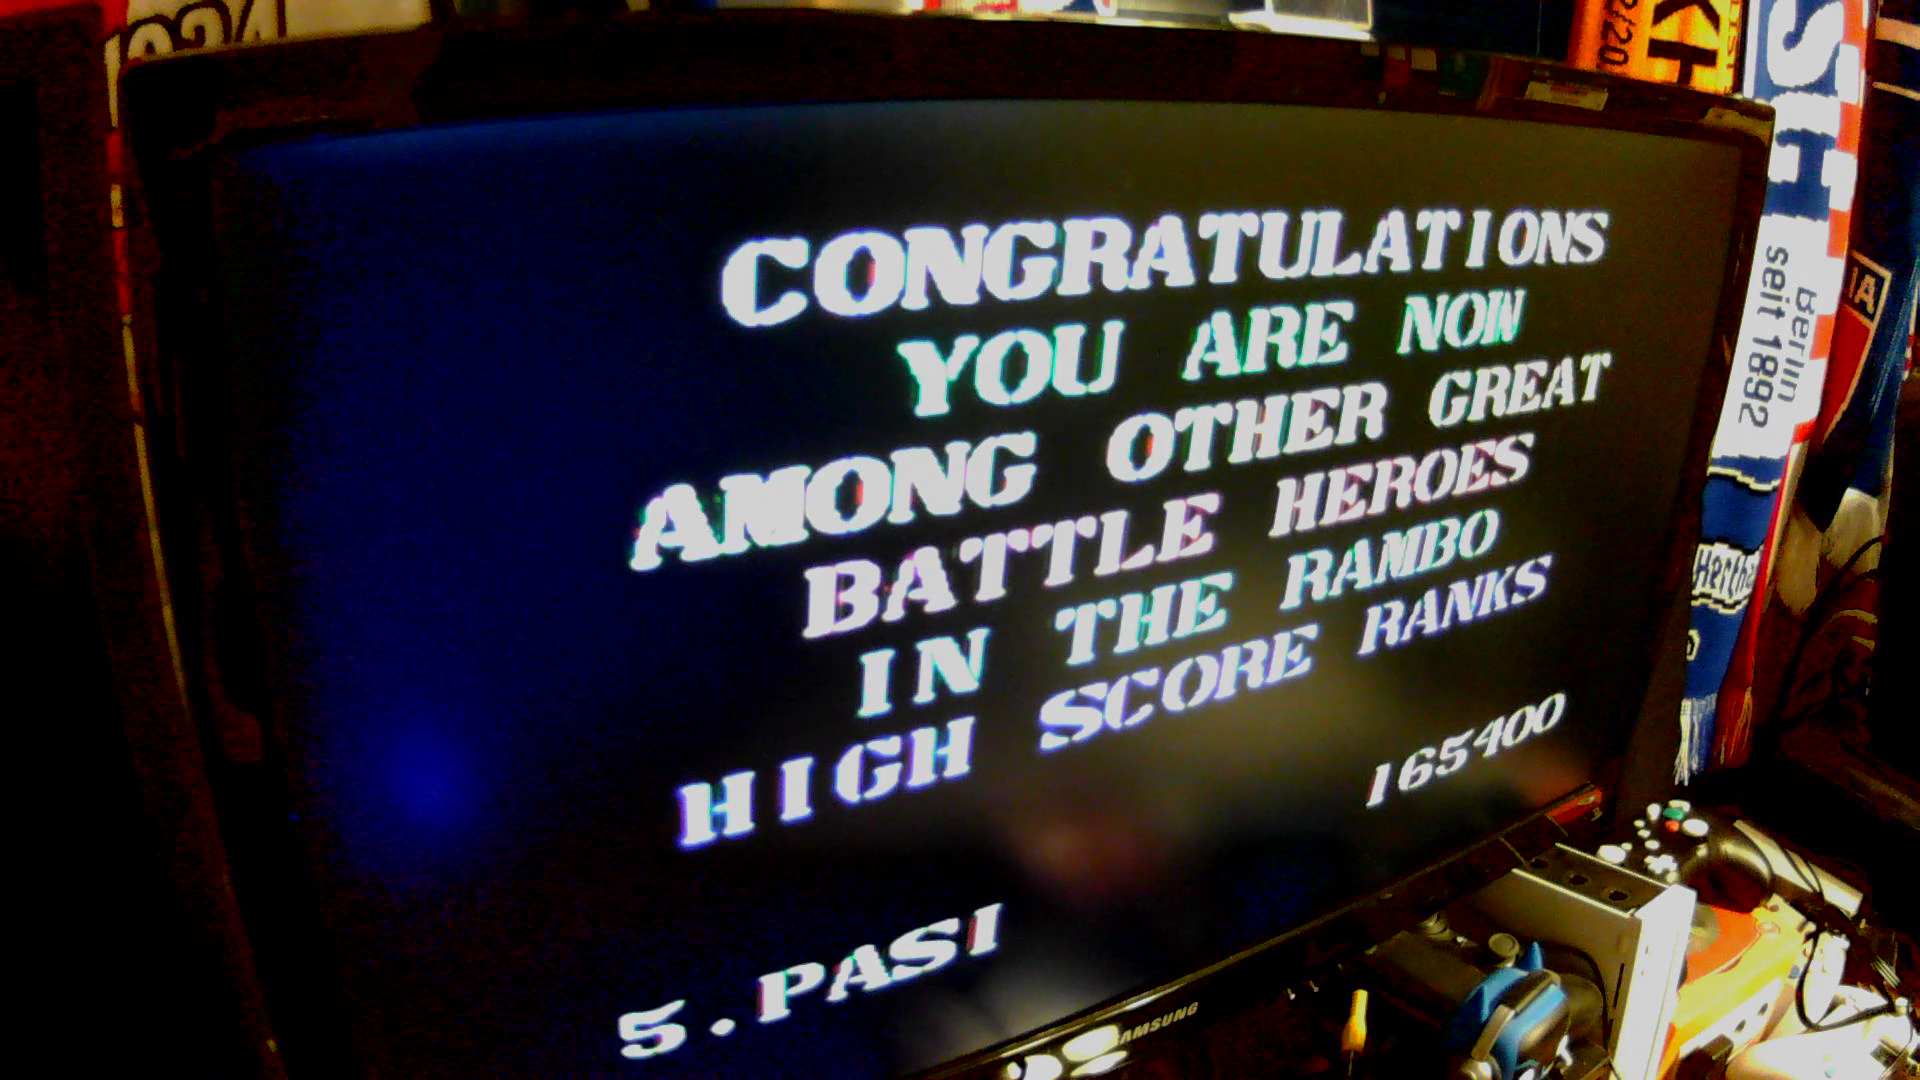 CONGRATULATIONS
YOU ARE NOW
AMONG OTHER GREAT
BATTLE HEROES
IN THE RAMBO
HIGH SCORE RANKS
165400
5.PASI
SAMSUNG
Berlin
seit 1892
Hertha